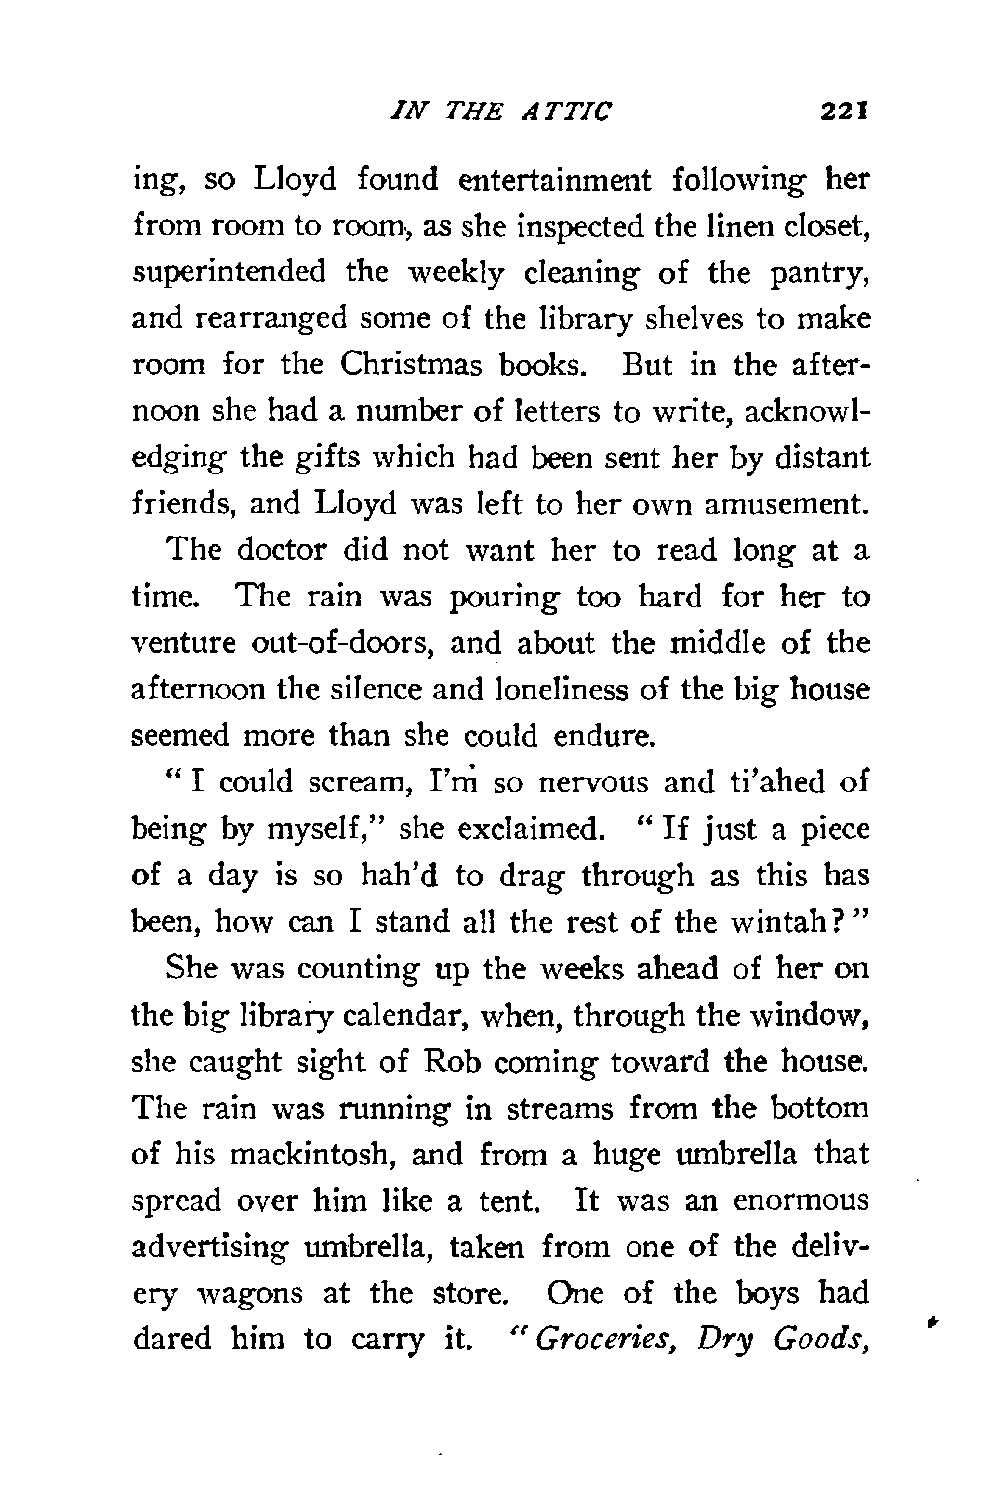 IN THE ATTIC 221
ing, so Lloyd found entertainment following her
from room to room, as she inspected the linen closet,
superintended the weekly cleaning of the pantry,
and rearranged some of the library shelves to make
room for the Christmas books. But in the after-
noon she had a number of letters to write, acknowl-
edging the gifts which had been sent her by distant
friends, and Lloyd was left to her own amusement.
The doctor did not want her to read long at a
time. The rain was pouring too hard for her to
venture out-of-doors, and about the middle of the
afternoon the silence and loneliness of the big house
seemed more than she could endure.
“ I could scream, I’m so nervous and ti’ahed of
being by myself,” she exclaimed. “ If just a piece
of a day is so hah’d to drag through as this has
been, how can I stand all the rest of the wintah? ”
She was counting up the weeks ahead of her on
the big library calendar, when, through the window,
she caught sight of Rob coming toward the house.
The rain was running in streams from the bottom
of his mackintosh, and from a huge umbrella that
spread over him like a tent. It was an enormous
advertising umbrella, taken from one of the deliv-
ery wagons at the store. One of the boys had
dared him to carry it. “ Groceries, Dry Goods,